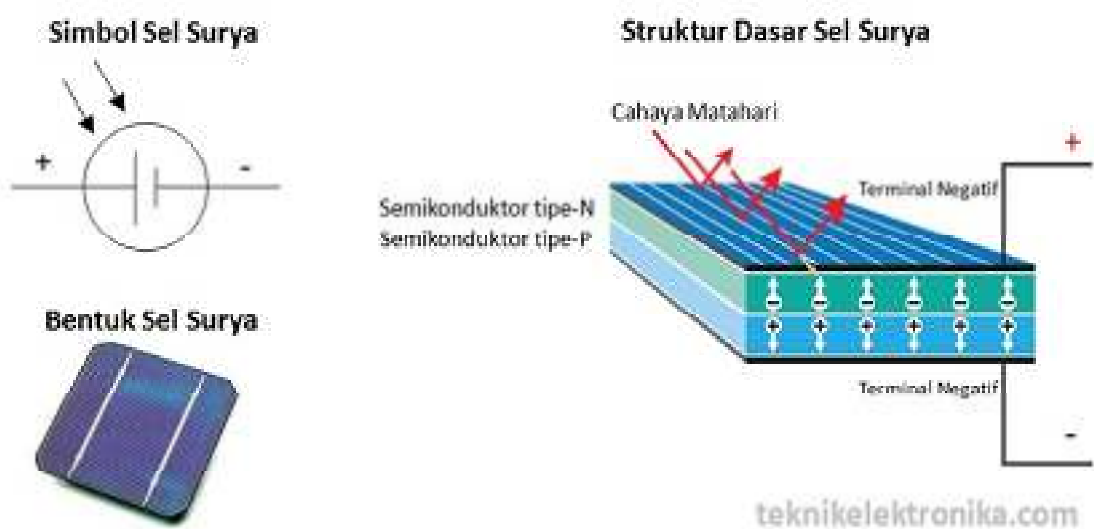 Simbol Sel Surya
+
-
Bentuk Sel Surya
Struktur Dasar Sel Surya
Cahaya Matahari
+
Terminal Negatif
Semikonduktor tipe-N
Semikonduktor tipe-P
Terminal Negatif
-
teknikelektronika.com